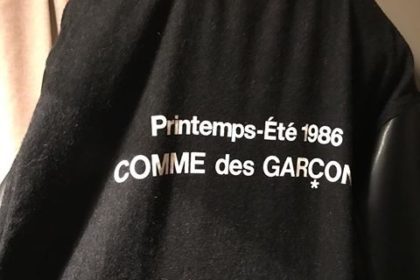 Printemps-Été 1986
COMME des GARÇON